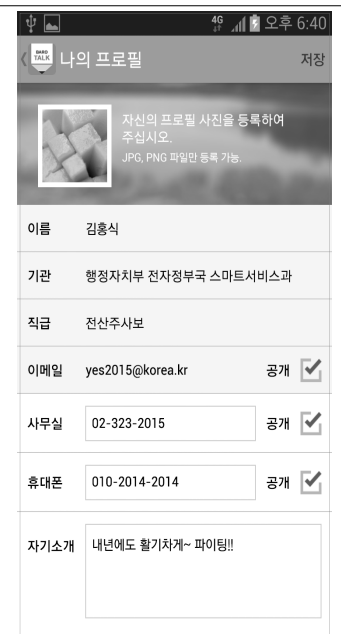 4G 오후 6:40
BARO TALK 나의 프로필 저장
자신의 프로필 사진을 등록하여
주십시오.
JPG, PNG 파일만 등록 가능.
이름 김홍식
기관 행정자치부 전자정부국 스마트서비스과
직급 전산주사보
이메일 yes2015@korea.kr 공개
사무실 02-323-2015 공개
휴대폰 010-2014-2014 공개
자기소개 내년에도 활기차게~ 파이팅!!